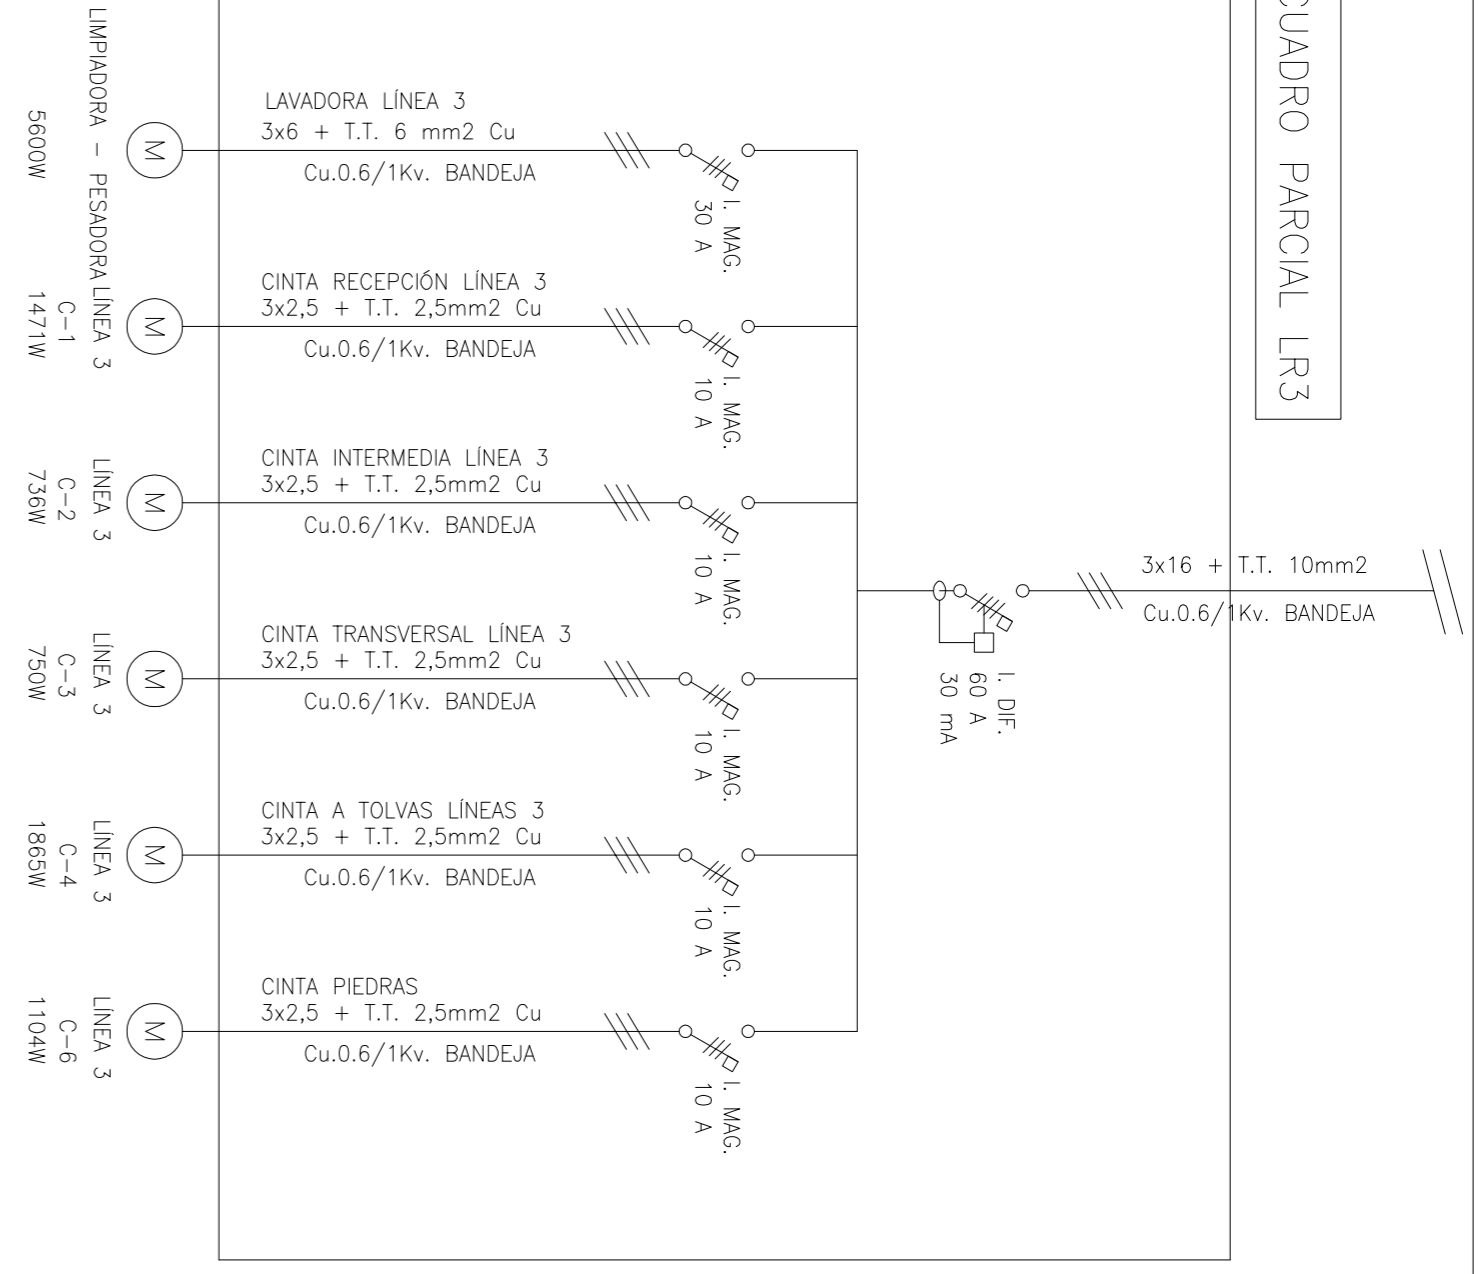 CUADRO PARCIAL LR3
LAVADORA LÍNEA 3
3x6 + T.T. 6 mm2 Cu
Cu.0.6/1Kv. BANDEJA
I. MAG.
30 A
M
LIMPIADORA - PESADORA
5600W
CINTA RECEPCIÓN LÍNEA 3
3x2,5 + T.T. 2,5mm2 Cu
Cu.0.6/1Kv. BANDEJA
I. MAG.
10 A
M
LÍNEA 3
C-1
1471W
CINTA INTERMEDIA LÍNEA 3
3x2,5 + T.T. 2,5mm2 Cu
Cu.0.6/1Kv. BANDEJA
I. MAG.
10 A
M
LÍNEA 3
C-2
736W
3x16 + T.T. 10mm2
Cu.0.6/1Kv. BANDEJA
I. DIF.
60 A
30 mA
CINTA TRANSVERSAL LÍNEA 3
3x2,5 + T.T. 2,5mm2 Cu
Cu.0.6/1Kv. BANDEJA
I. MAG.
10 A
M
LÍNEA 3
C-3
750W
CINTA A TOLVAS LÍNEAS 3
3x2,5 + T.T. 2,5mm2 Cu
Cu.0.6/1Kv. BANDEJA
I. MAG.
10 A
M
LÍNEA 3
C-4
1865W
CINTA PIEDRAS
3x2,5 + T.T. 2,5mm2 Cu
Cu.0.6/1Kv. BANDEJA
I. MAG.
10 A
M
LÍNEA 3
C-6
1104W